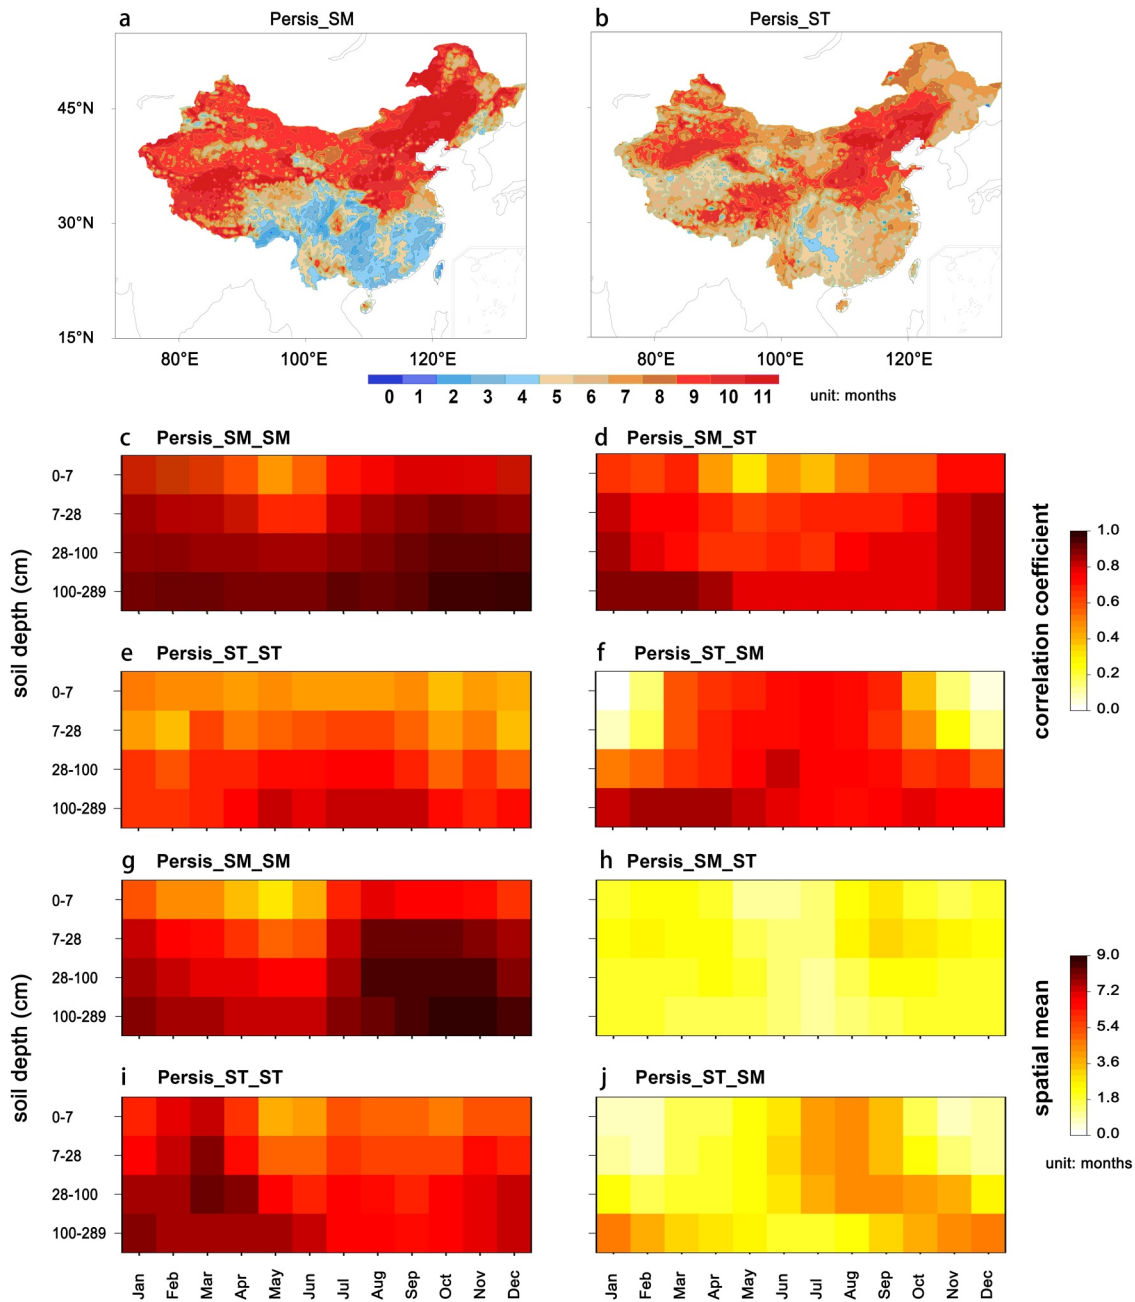 a Persis_SM
b Persis_ST
45°N
30°N
15°N
80°E 100°E 120°E
80°E 100°E 120°E
0 1 2 3 4 5 6 7 8 9 10 11 unit: months
c Persis_SM_SM
d Persis_SM_ST
soil depth (cm)
0-7
7-28
28-100
100-289
correlation coefficient
1.0
0.8
0.6
0.4
0.2
0.0
e Persis_ST_ST
f Persis_ST_SM
0-7
7-28
28-100
100-289
g Persis_SM_SM
h Persis_SM_ST
soil depth (cm)
0-7
7-28
28-100
100-289
spatial mean
9.0
7.2
5.4
3.6
1.8
0.0
unit: months
i Persis_ST_ST
j Persis_ST_SM
0-7
7-28
28-100
100-289
Jan Feb Mar Apr May Jun Jul Aug Sep Oct Nov Dec
Jan Feb Mar Apr May Jun Jul Aug Sep Oct Nov Dec